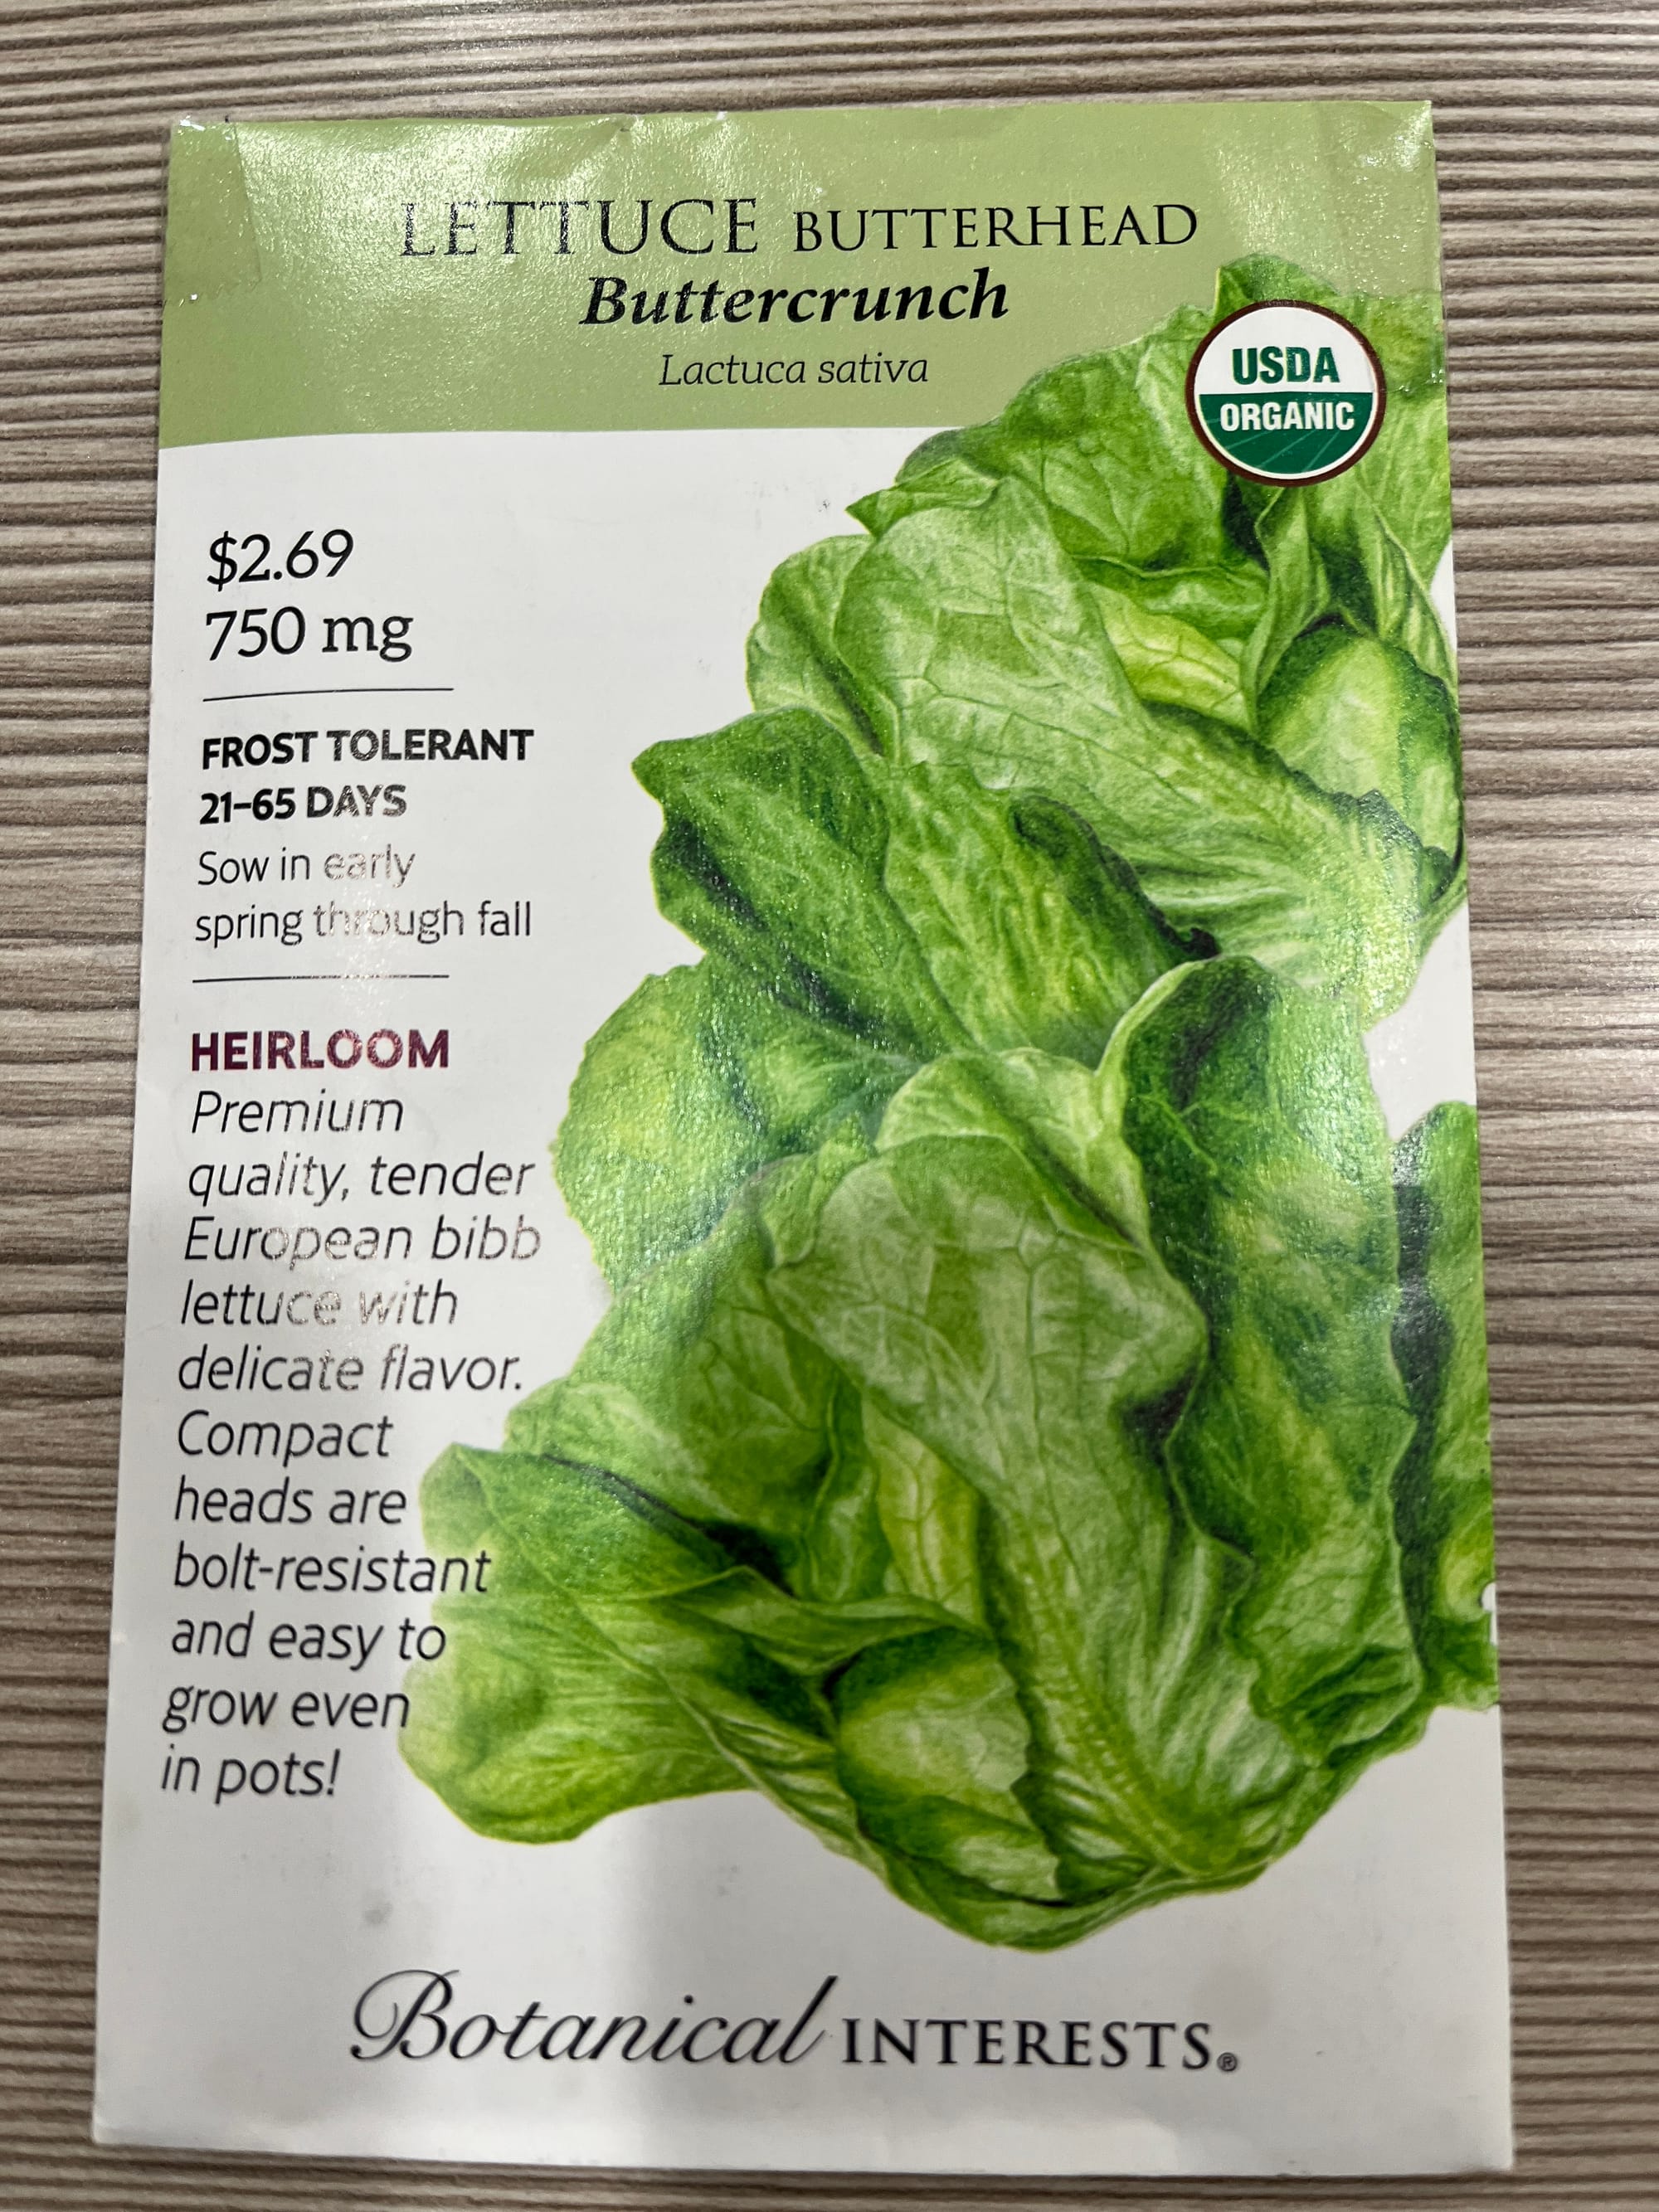 LETTUCE BUTTERHEAD
Buttercrunch
Lactuca sativa
USDA
ORGANIC
$2.69
750 mg
FROST TOLERANT
21–65 DAYS
Sow in early
spring through fall
HEIRLOOM
Premium
quality, tender
European bibb
lettuce with
delicate flavor.
Compact
heads are
bolt-resistant
and easy to
grow even
in pots!
Botanical INTERESTS®